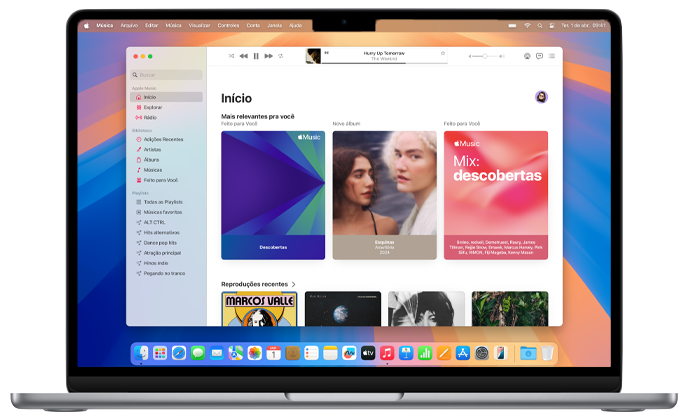 Música Arquivo Editar Música Visualizar Controles Conta Janela Ajuda
Ter. 1 de abr. 09:41
Hurry Up Tomorrow
The Weeknd
Buscar
Apple Music
Início
Explorar
Rádio
Biblioteca
Adições Recentes
Artistas
Álbuns
Músicas
Feito para Você
Playlists
Todas as Playlists
Músicas favoritas
ALT CTRL
Hits alternativos
Dance pop hits
Atração principal
Hinos indie
Pegando no tranco
Início
Mais relevantes pra você
Feito para Você
Novo álbum
Feito para Você
Music
Descobertas
Esquinas
Anavitória
2024
Music
Mix:
descobertas
Reproduções recentes
MARCOS VALLE
tv
1